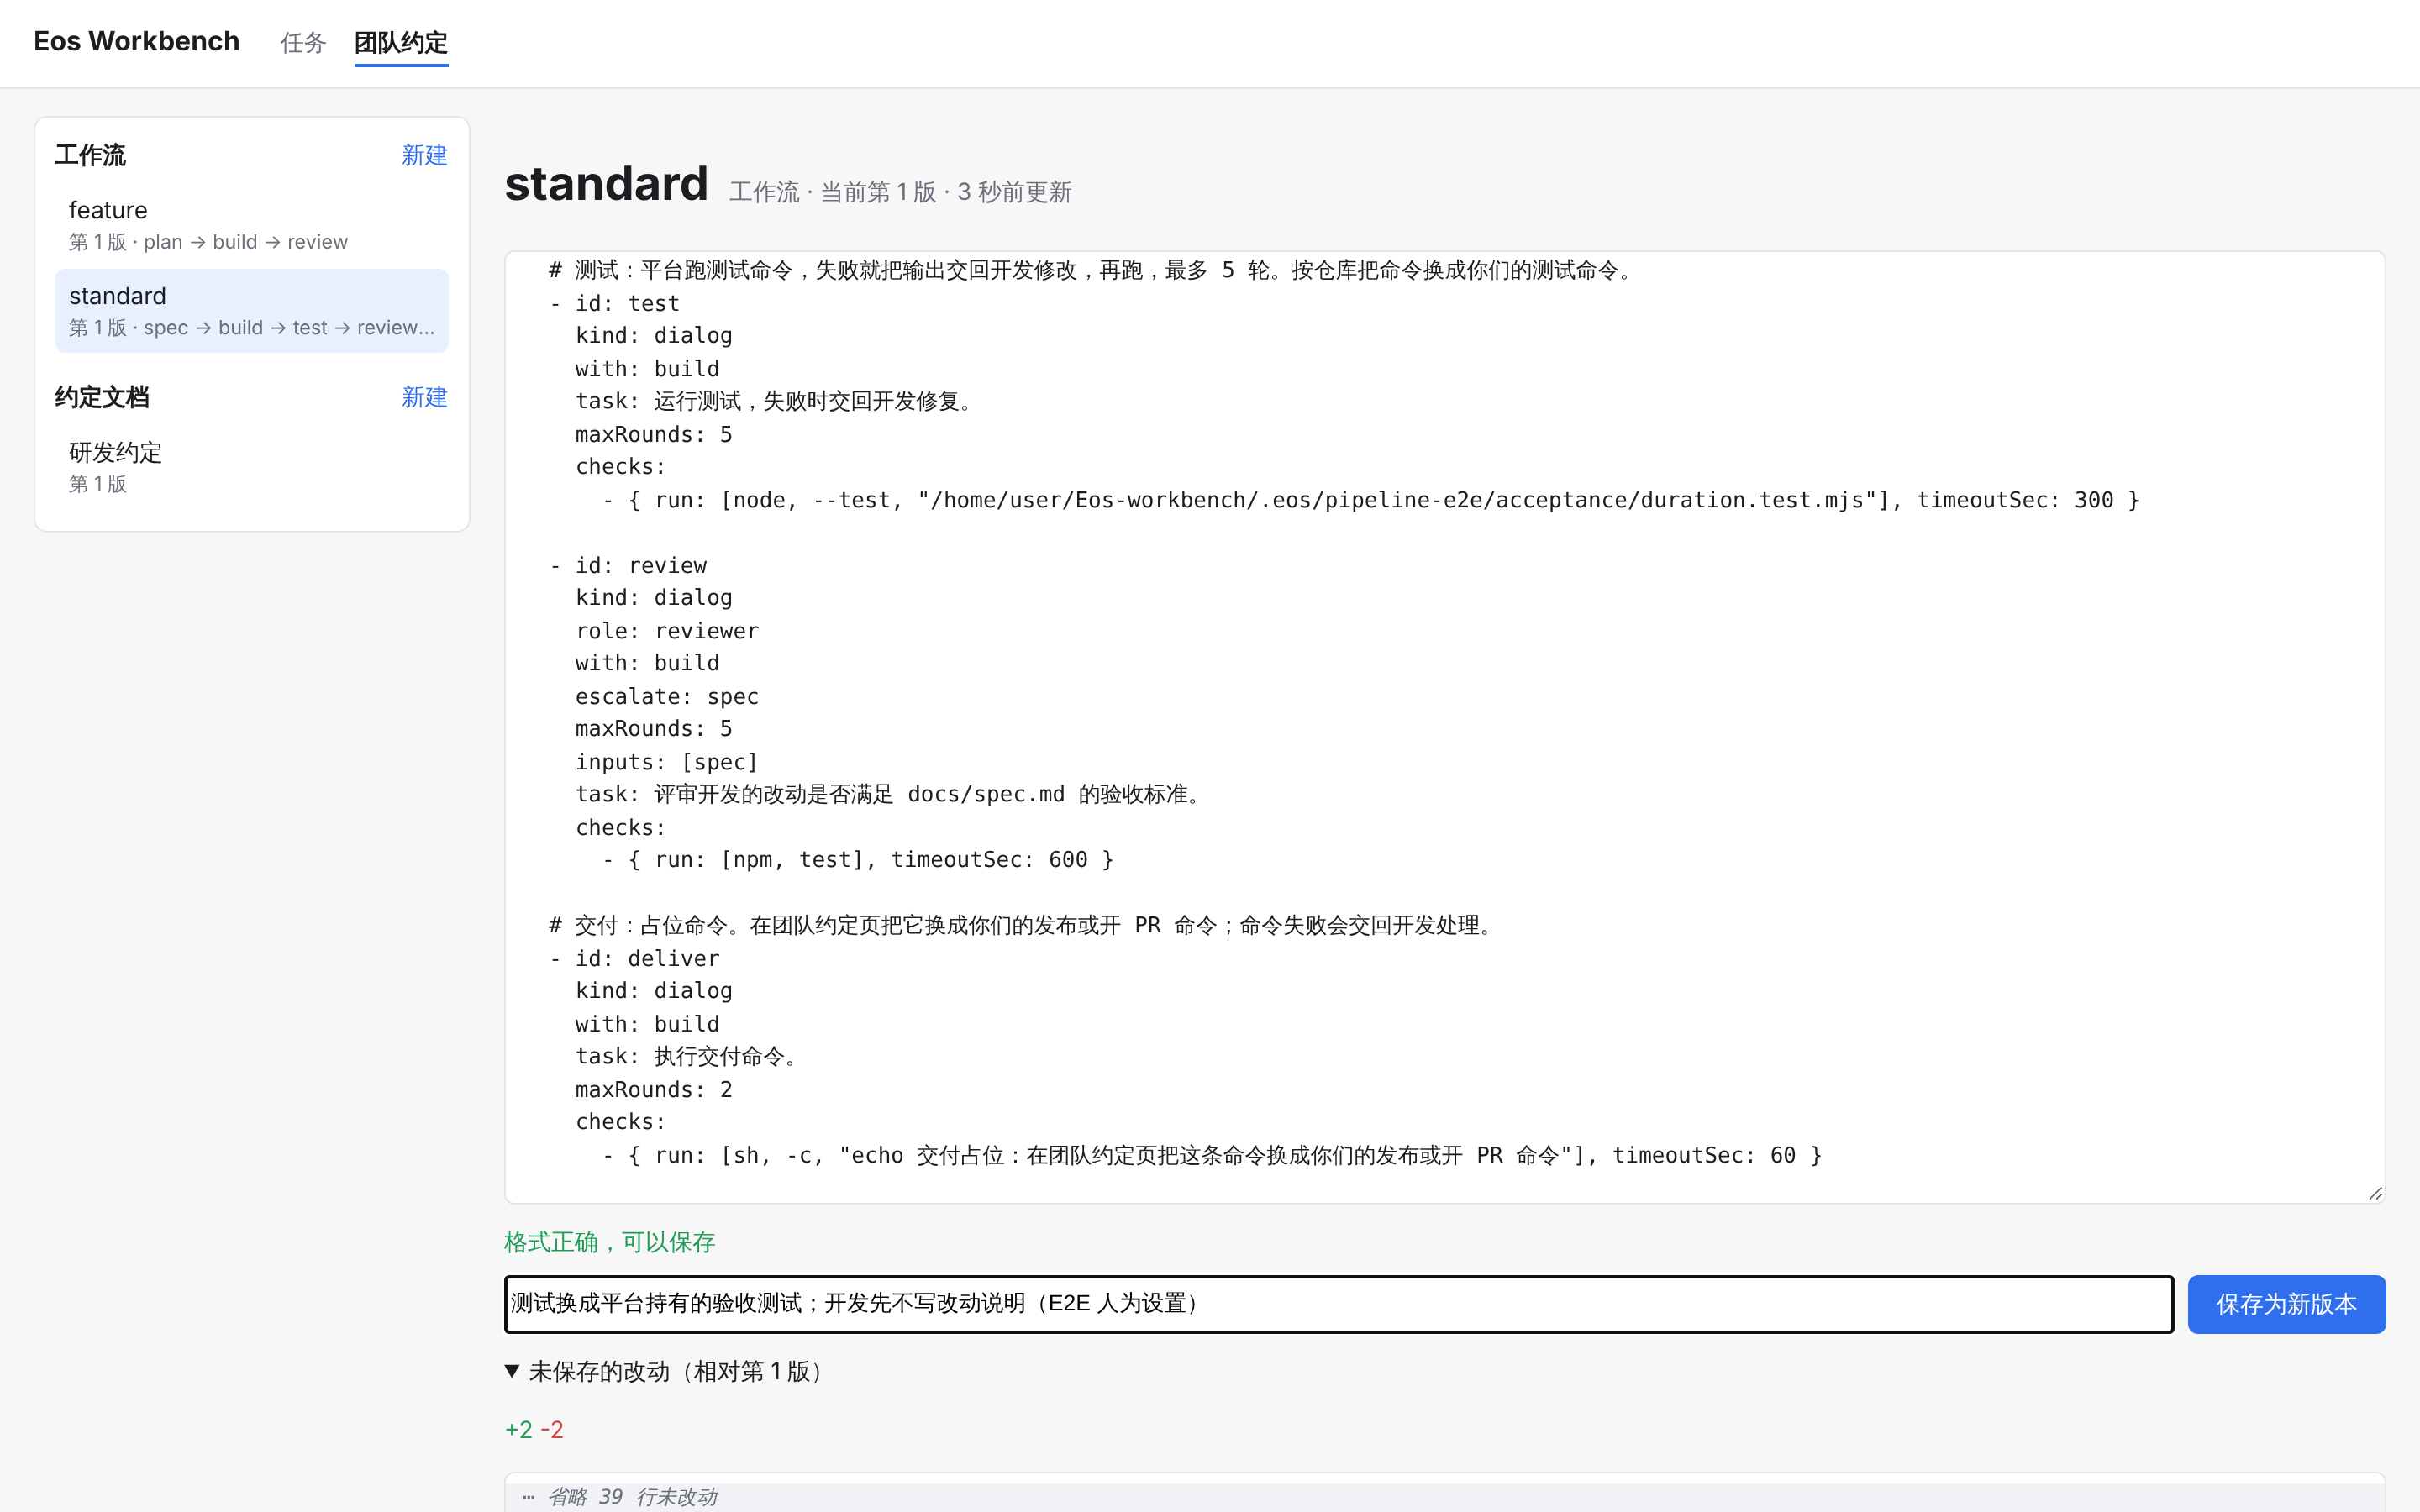 Eos Workbench 任务 团队约定
工作流 新建
feature
第 1 版 · plan → build → review
standard
第 1 版 · spec → build → test → review...
约定文档 新建
研发约定
第 1 版
standard 工作流 · 当前第 1 版 · 3 秒前更新
# 测试：平台跑测试命令，失败就把输出交回开发修改，再跑，最多 5 轮。按仓库把命令换成你们的测试命令。
- id: test
kind: dialog
with: build
task: 运行测试，失败时交回开发修复。
maxRounds: 5
checks:
- { run: [node, --test, "/home/user/Eos-workbench/.eos/pipeline-e2e/acceptance/duration.test.mjs"], timeoutSec: 300 }
- id: review
kind: dialog
role: reviewer
with: build
escalate: spec
maxRounds: 5
inputs: [spec]
task: 评审开发的改动是否满足 docs/spec.md 的验收标准。
checks:
- { run: [npm, test], timeoutSec: 600 }
# 交付：占位命令。在团队约定页把它换成你们的发布或开 PR 命令；命令失败会交回开发处理。
- id: deliver
kind: dialog
with: build
task: 执行交付命令。
maxRounds: 2
checks:
- { run: [sh, -c, "echo 交付占位：在团队约定页把这条命令换成你们的发布或开 PR 命令"], timeoutSec: 60 }
格式正确，可以保存
测试换成平台持有的验收测试；开发先不写改动说明（E2E 人为设置）
保存为新版本
▼ 未保存的改动（相对第 1 版）
+2 -2
⋯ 省略 39 行未改动